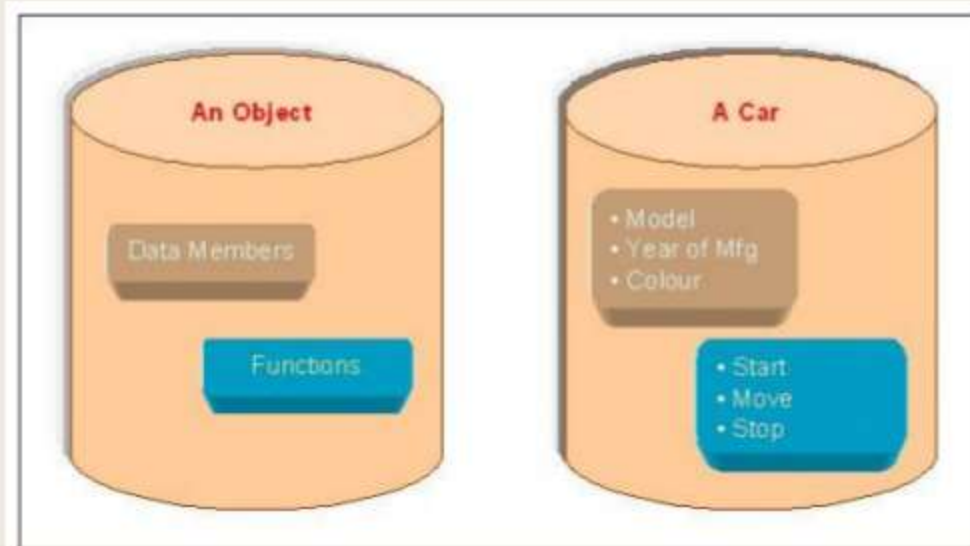 An Object
Data Members
Functions
A Car
• Model
• Year of Mfg
• Colour
• Start
• Move
• Stop